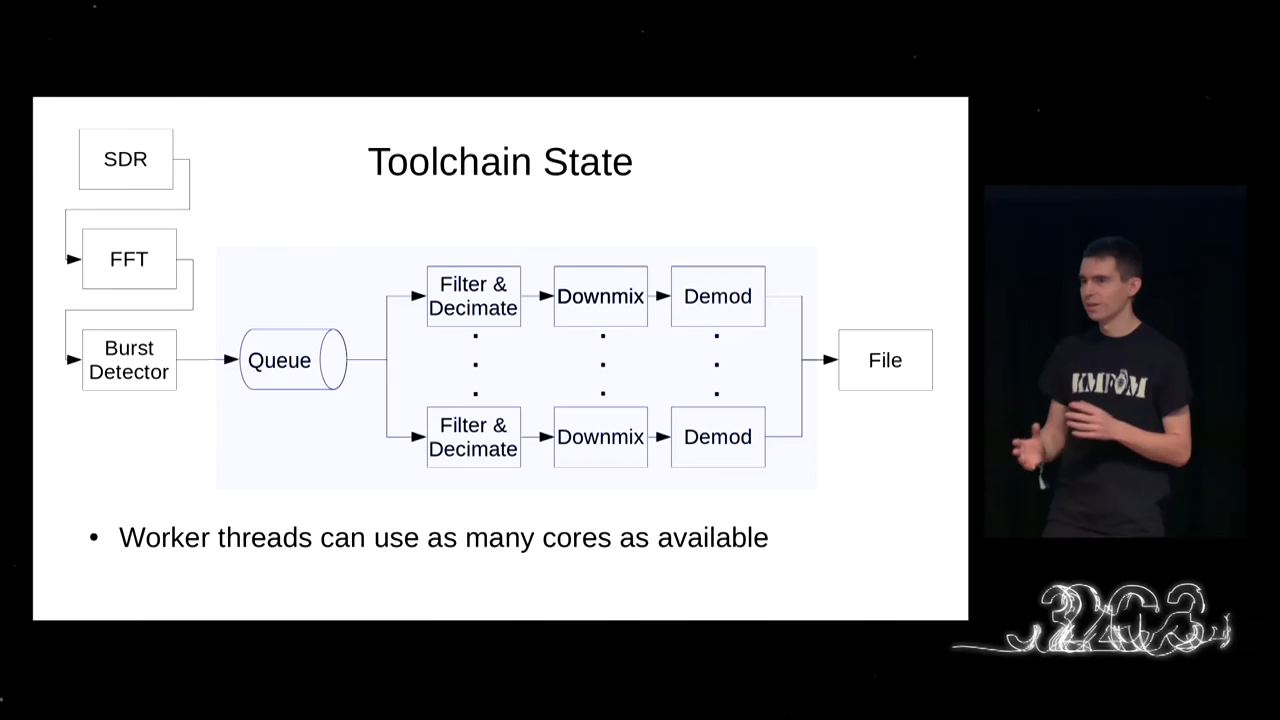 SDR
Toolchain State
FFT
Burst
Detector
Queue
Filter &
Decimate
Downmix
Demod
Filter &
Decimate
Downmix
Demod
File
• Worker threads can use as many cores as available
32C3